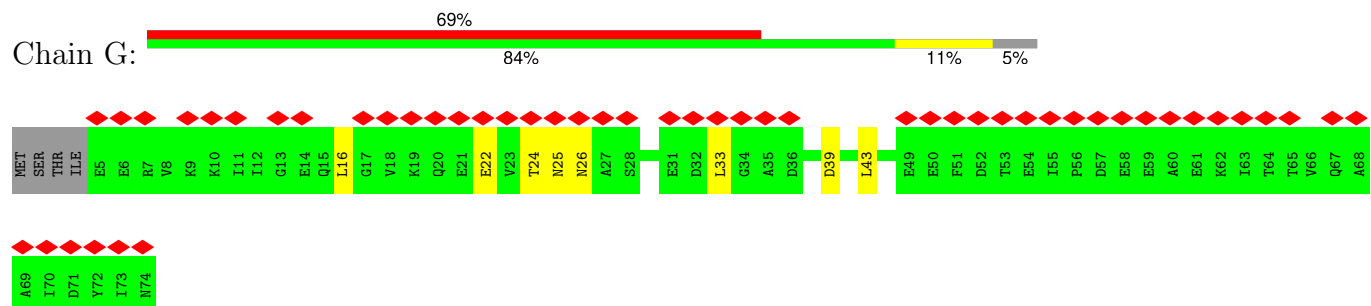 69%
Chain G:
84% 11% 5%
MET SER THR ILE E5 E6 R7 V8 K9 K10 I11 I12 G13 E14 Q15 L16 G17 V18 K19 Q20 E21 E22 V23 T24 N25 N26 A27 S28 E31 D32 L33 G34 A35 D36 D39 L43 E49 E50 F51 D52 T53 E54 I55 P56 D57 E58 E59 A60 E61 K62 I63 T64 T65 V66 Q67 A68
A69 I70 D71 Y72 I73 N74